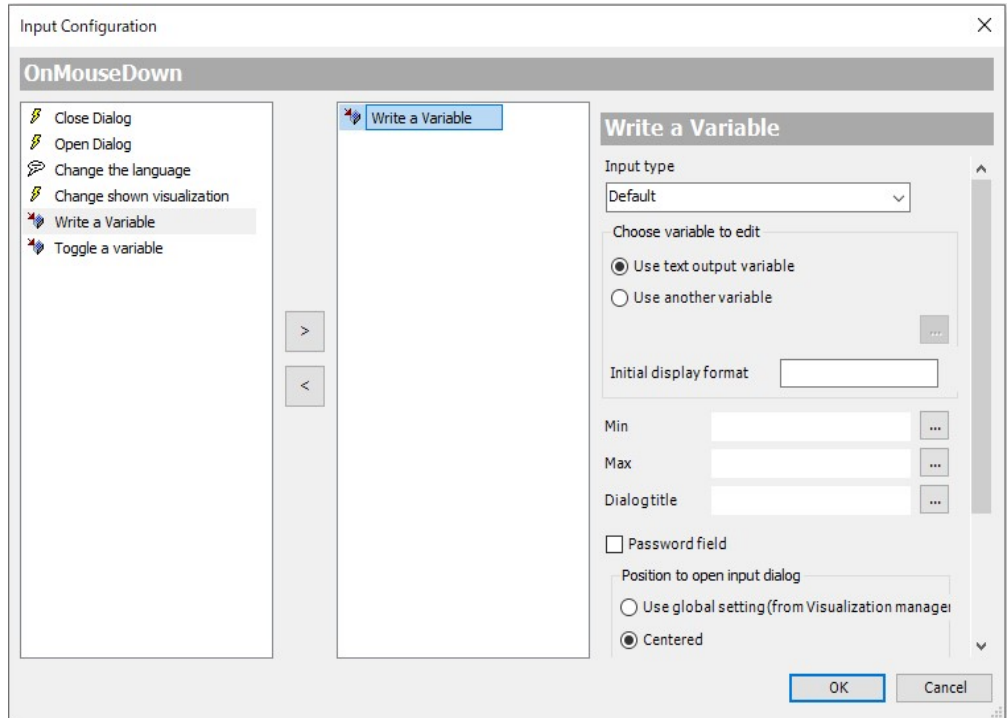 Input Configuration
OnMouseDown
Close Dialog
Open Dialog
Change the language
Change shown visualization
Write a Variable
Toggle a variable
>
<
Write a Variable
Write a Variable
Input type
Default
Choose variable to edit
Use text output variable
Use another variable
...
Initial display format
Min
...
Max
...
Dialogtitle
...
Password field
Position to open input dialog
Use global setting (from Visualization manager
Centered
OK
Cancel